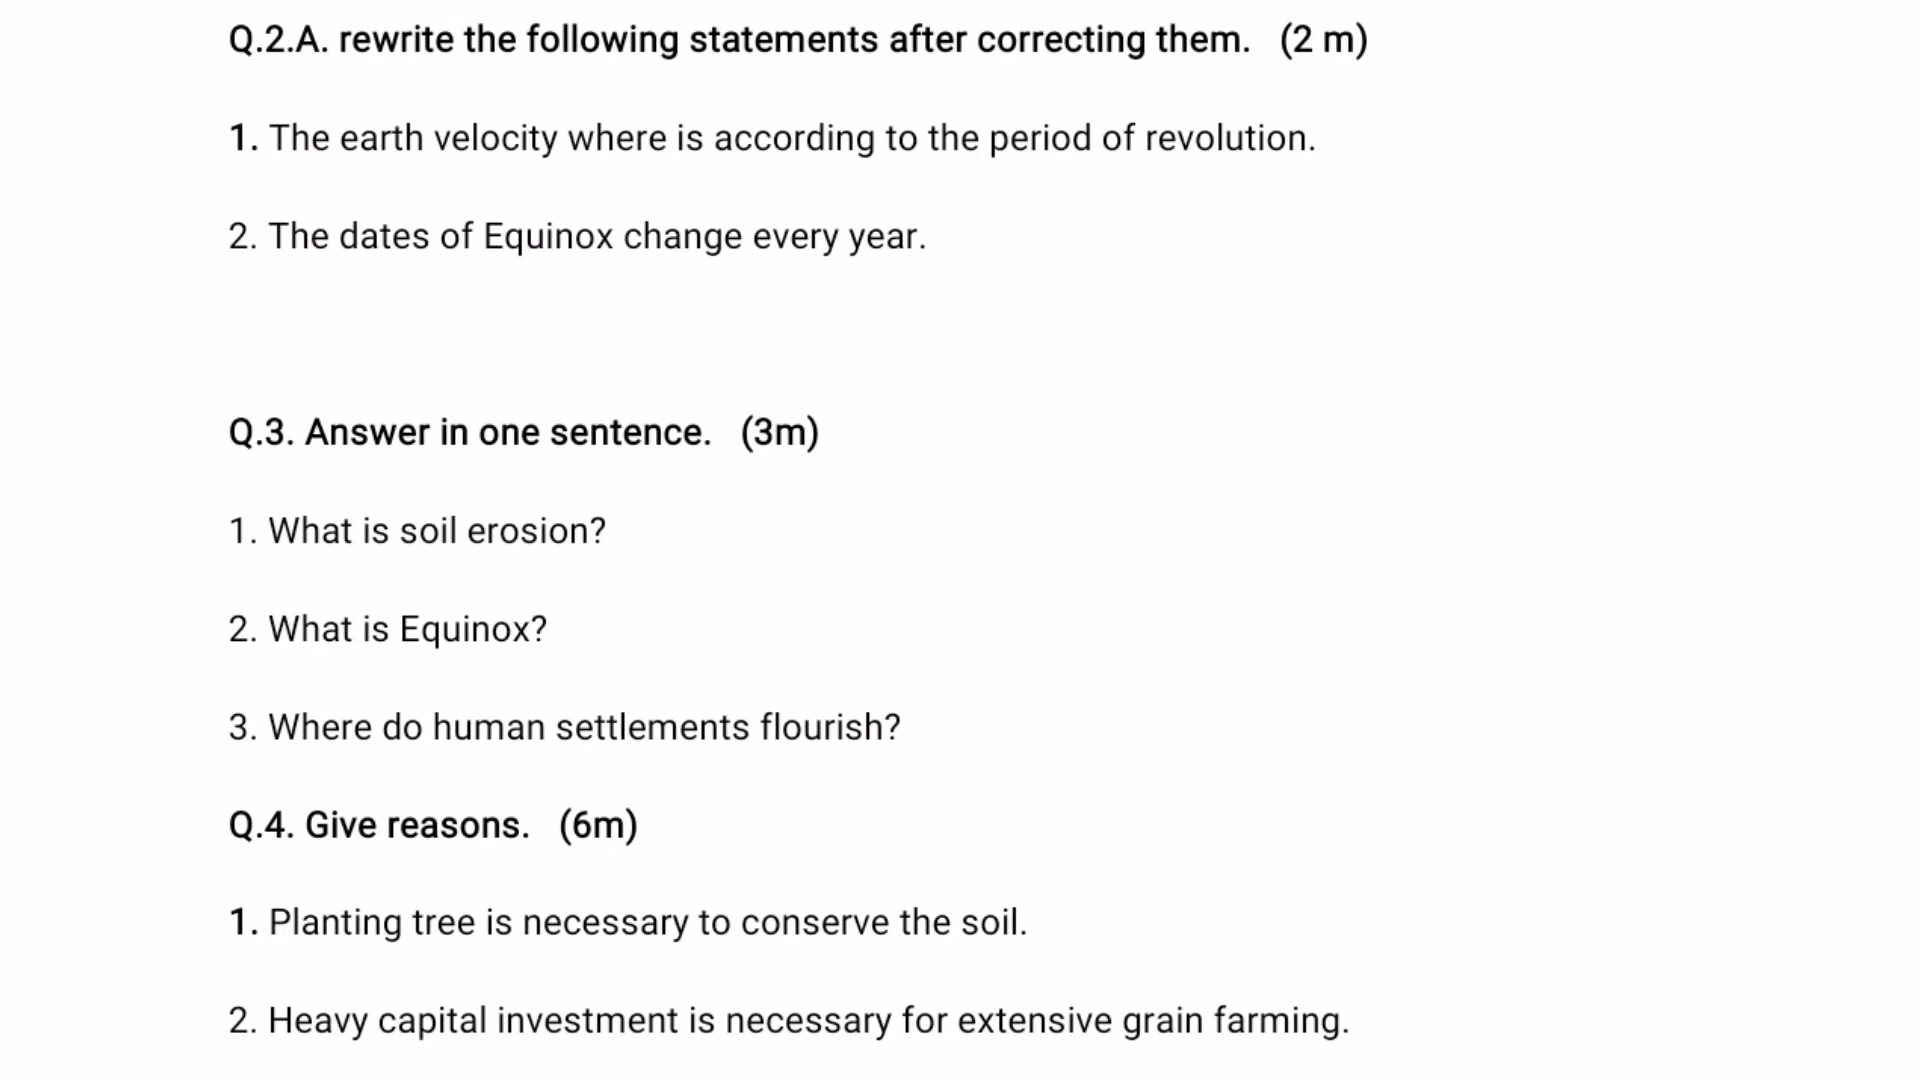 Q.2.A. rewrite the following statements after correcting them. (2 m)
1. The earth velocity where is according to the period of revolution.
2. The dates of Equinox change every year.
Q.3. Answer in one sentence. (3m)
1. What is soil erosion?
2. What is Equinox?
3. Where do human settlements flourish?
Q.4. Give reasons. (6m)
1. Planting tree is necessary to conserve the soil.
2. Heavy capital investment is necessary for extensive grain farming.